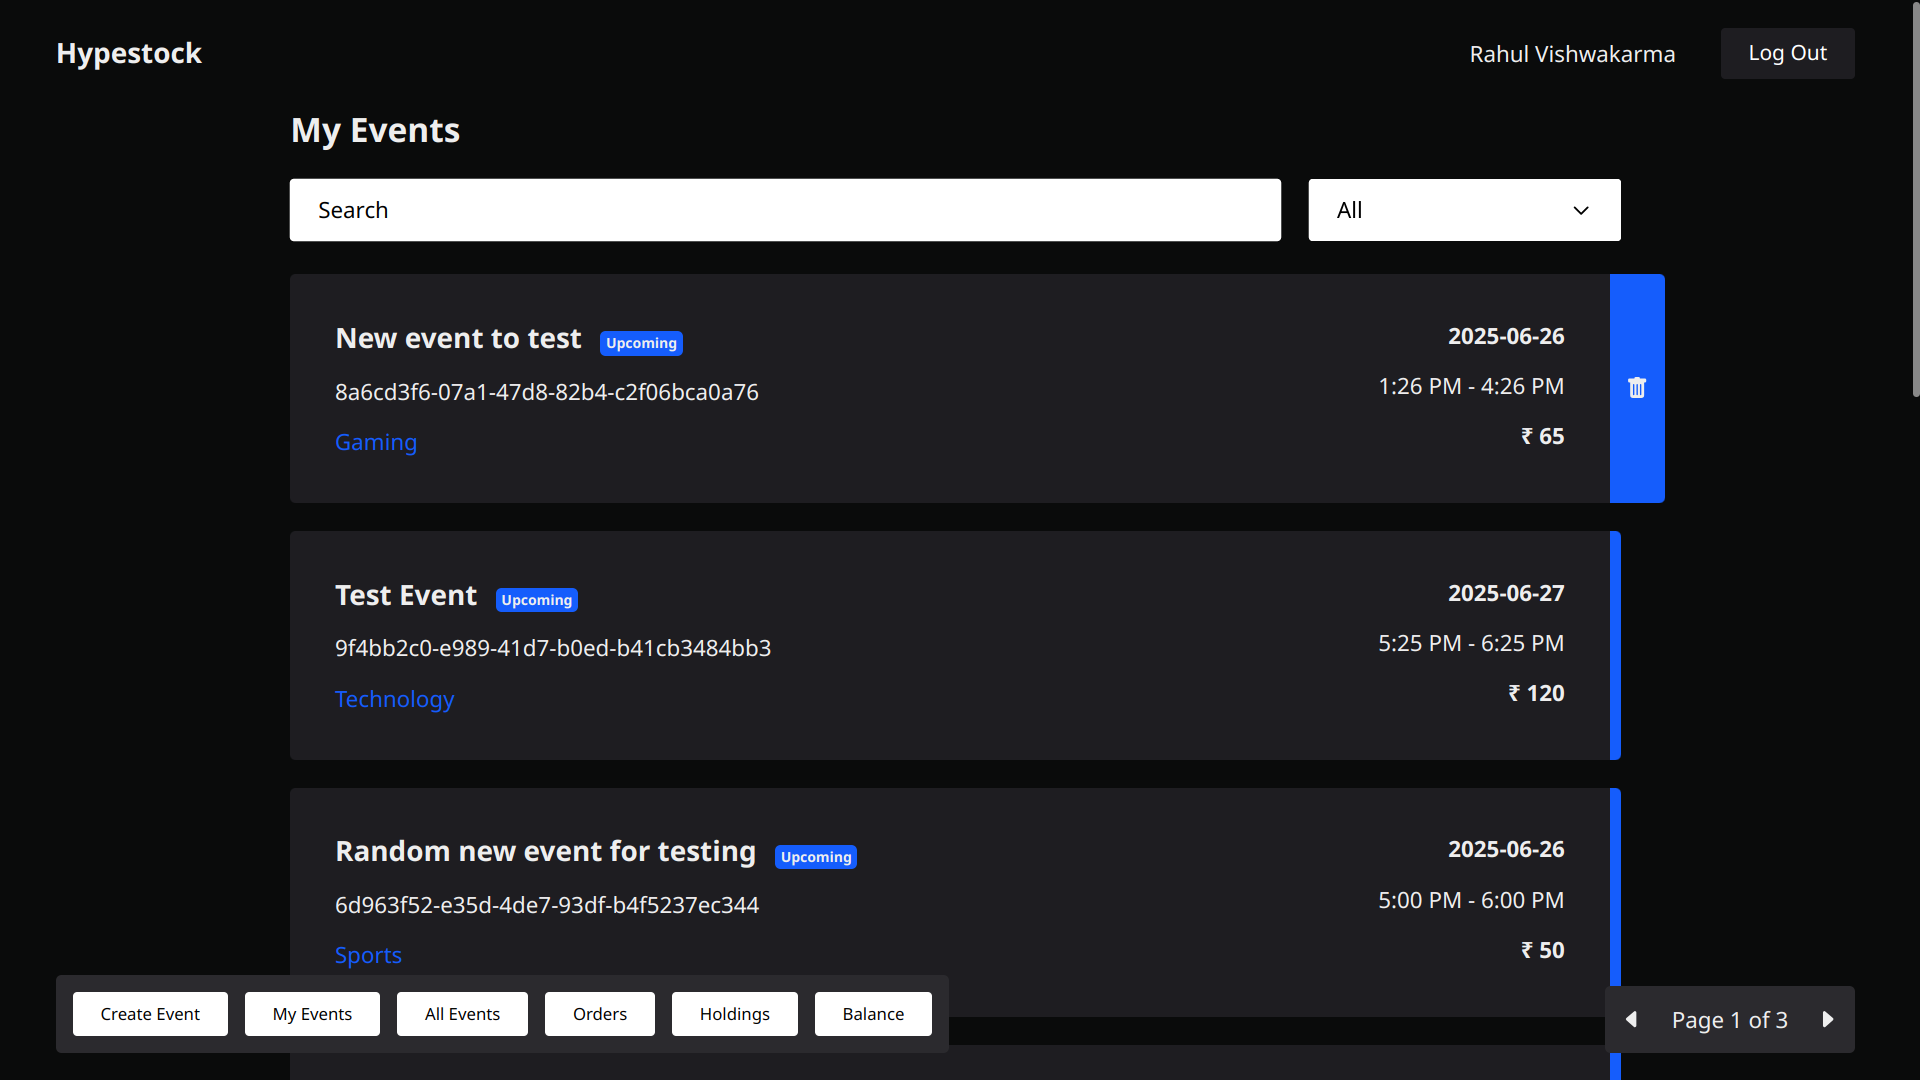 Hypestock
Rahul Vishwakarma
Log Out
My Events
Search
All
New event to test
Upcoming
8a6cd3f6-07a1-47d8-82b4-c2f06bca0a76
Gaming
2025-06-26
1:26 PM - 4:26 PM
₹ 65
Test Event
Upcoming
9f4bb2c0-e989-41d7-b0ed-b41cb3484bb3
Technology
2025-06-27
5:25 PM - 6:25 PM
₹ 120
Random new event for testing
Upcoming
6d963f52-e35d-4de7-93df-b4f5237ec344
Sports
2025-06-26
5:00 PM - 6:00 PM
₹ 50
Create Event
My Events
All Events
Orders
Holdings
Balance
Page 1 of 3